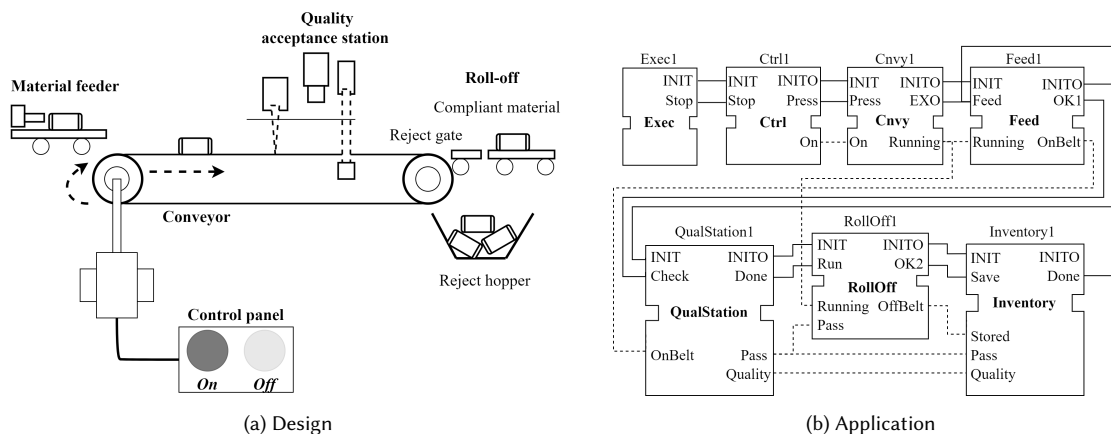 Quality
acceptance station
Material feeder
Roll-off
Compliant material
Reject gate
Conveyor
Reject hopper
Control panel
On Off
(a) Design
Exec1 Ctrl1 Cnvy1 Feed1
INIT INIT INITO INIT INITO INIT INITO
Stop Stop Press Press EXO Feed OK1
Exec Ctrl Cnvy Feed
On On Running Running OnBelt
QualStation1 RollOff1 Inventory1
INIT INITO INIT INITO INIT INITO
Check Done Run OK2 Save Done
QualStation RollOff Inventory
Running OffBelt
Pass Stored
OnBelt Pass Pass
Quality Quality
(b) Application